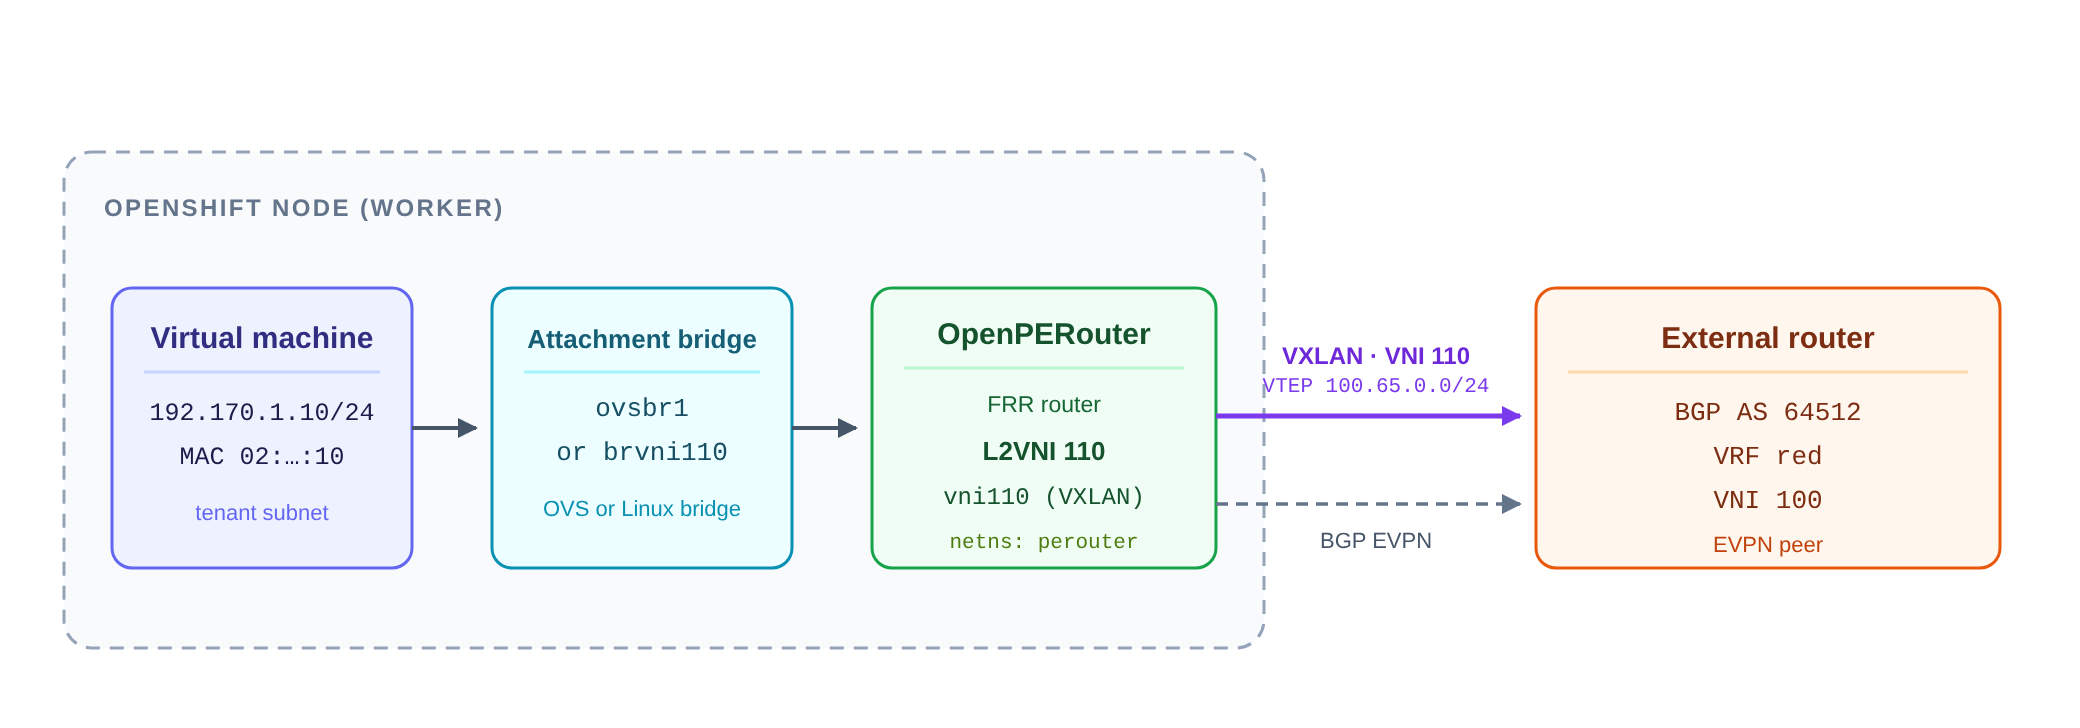 OPENSHIFT NODE (WORKER)
Virtual machine
192.170.1.10/24
MAC 02:…:10
tenant subnet
Attachment bridge
ovsbr1
or brvni110
OVS or Linux bridge
OpenPERouter
FRR router
L2VNI 110
vni110 (VXLAN)
netns: perouter
VXLAN · VNI 110
VTEP 100.65.0.0/24
BGP EVPN
External router
BGP AS 64512
VRF red
VNI 100
EVPN peer